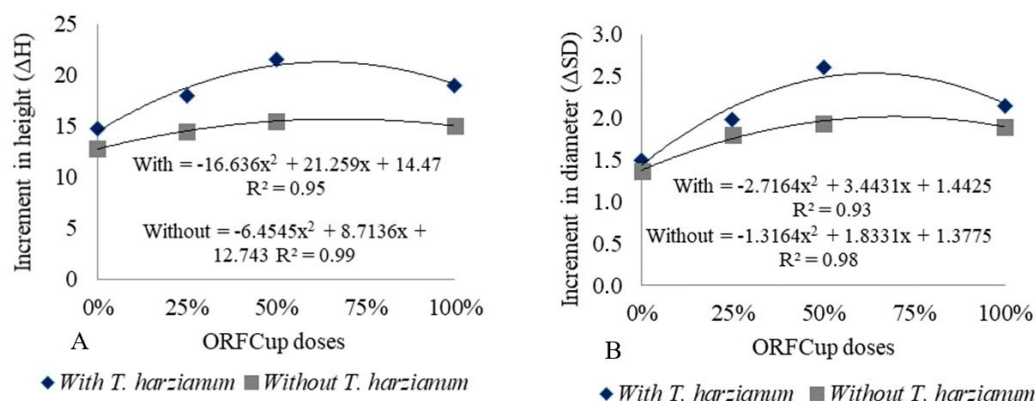 Increment in height (ΔH)
25
20
15
10
5
0
With = -16.636x² + 21.259x + 14.47
R² = 0.95
Without = -6.4545x² + 8.7136x +
12.743 R² = 0.99
0% 25% 50% 75% 100%
A
ORFCup doses
With T. harzianum Without T. harzianum
Increment in diameter (ΔSD)
3.0
2.5
2.0
1.5
1.0
0.5
0.0
With = -2.7164x² + 3.4431x + 1.4425
R² = 0.93
Without = -1.3164x² + 1.8331x + 1.3775
R² = 0.98
0% 25% 50% 75% 100%
B
ORFCup doses
With T. harzianum Without T. harzianum